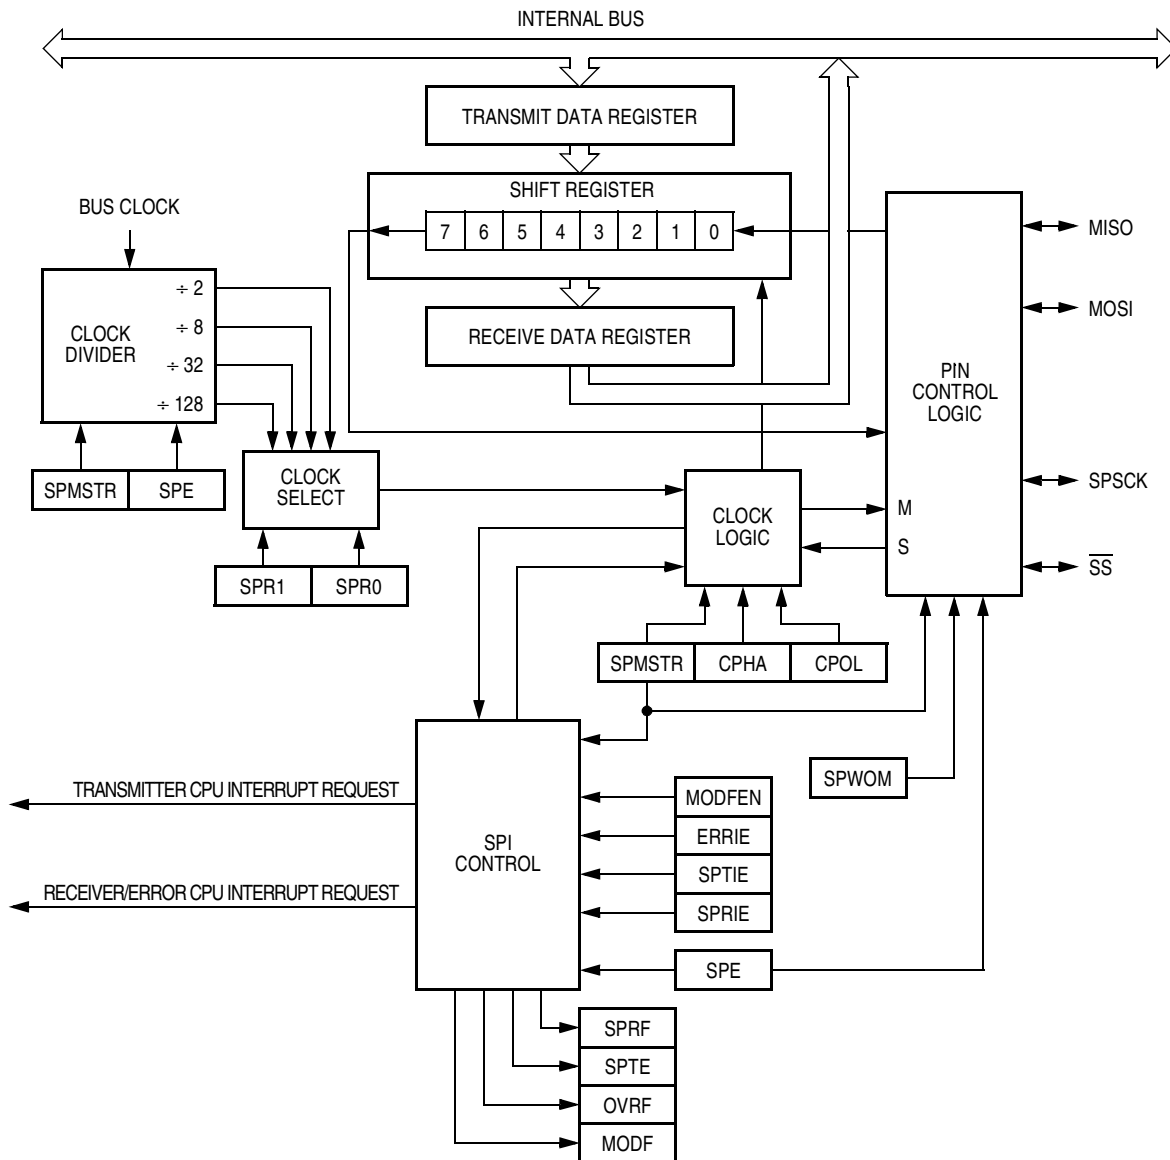 INTERNAL BUS
TRANSMIT DATA REGISTER
SHIFT REGISTER
7 6 5 4 3 2 1 0
RECEIVE DATA REGISTER
BUS CLOCK
CLOCK
DIVIDER
÷ 2
÷ 8
÷ 32
÷ 128
SPMSTR SPE
CLOCK
SELECT
SPR1 SPR0
CLOCK
LOGIC
SPMSTR CPHA CPOL
PIN
CONTROL
LOGIC
M
S
MISO
MOSI
SPSCK
SS
SPWOM
TRANSMITTER CPU INTERRUPT REQUEST
RECEIVER/ERROR CPU INTERRUPT REQUEST
SPI
CONTROL
MODFEN
ERRIE
SPTIE
SPRIE
SPE
SPRF
SPTE
OVRF
MODF